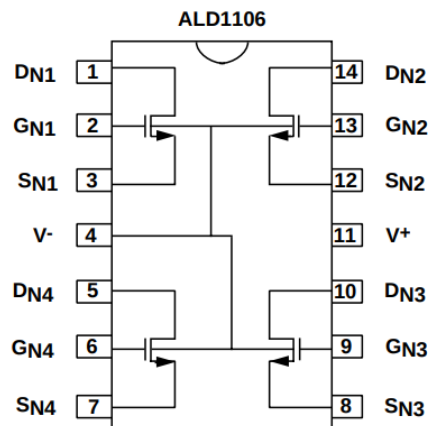 ALD1106
DN1 1 14 DN2
GN1 2 13 GN2
SN1 3 12 SN2
V- 4 11 V+
DN4 5 10 DN3
GN4 6 9 GN3
SN4 7 8 SN3